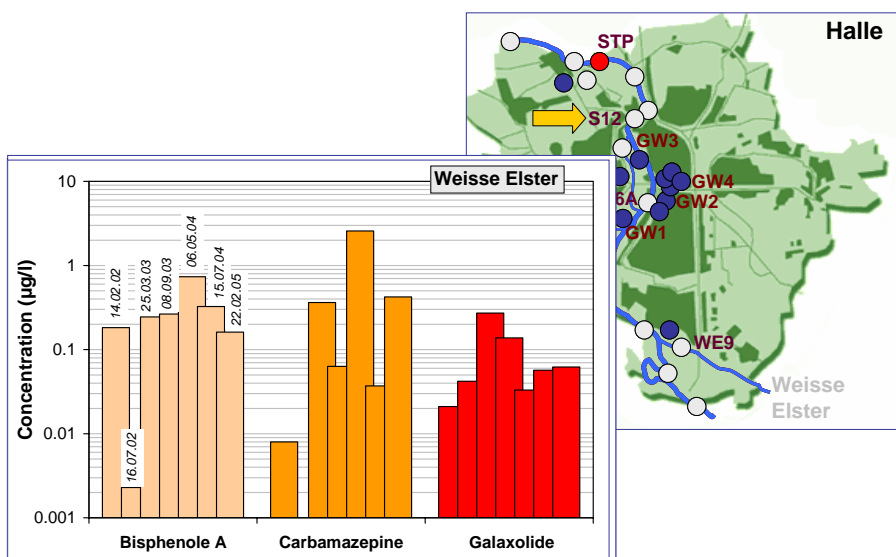 Halle
STP
S12
GW3
GW4
6A
GW2
GW1
WE9
Weisse
Elster
Weisse Elster
Concentration (µg/l)
10
1
0.1
0.01
0.001
14.02.02
16.07.02
25.03.03
08.09.03
06.05.04
15.07.04
22.02.05
Bisphenole A
Carbamazepine
Galaxolide